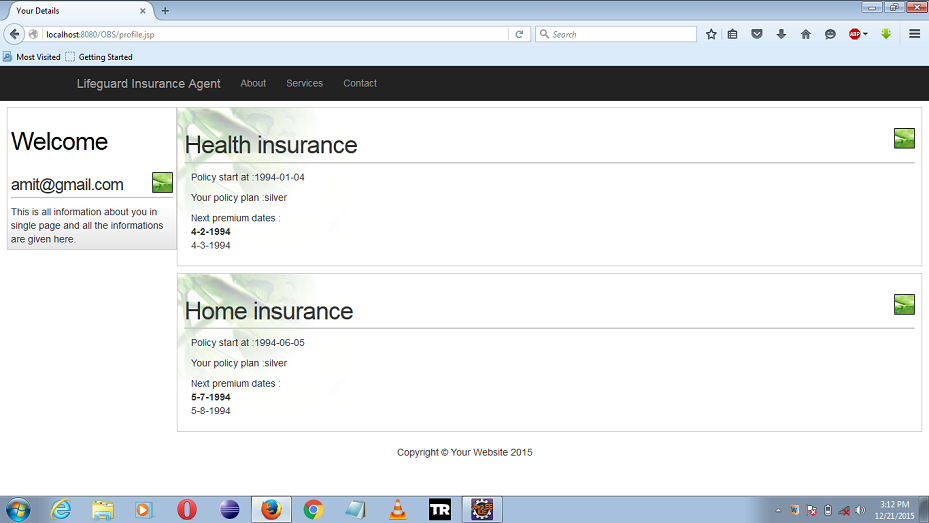 Your Details
localhost:8080/OBS/profile.jsp
Search
ABP
Most Visited
Getting Started
Lifeguard Insurance Agent
About
Services
Contact
Welcome
amit@gmail.com
This is all information about you in
single page and all the informations
are given here.
Health insurance
Policy start at :1994-01-04
Your policy plan :silver
Next premium dates :
4-2-1994
4-3-1994
Home insurance
Policy start at :1994-06-05
Your policy plan :silver
Next premium dates :
5-7-1994
5-8-1994
Copyright © Your Website 2015
TR
3:12 PM
12/21/2015